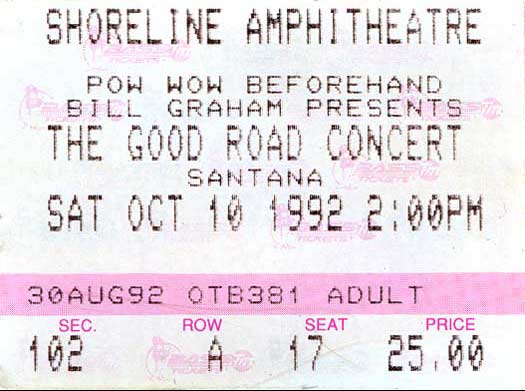 SHORELINE AMPHITHEATRE
POW WOW BEFOREHAND
BILL GRAHAM PRESENTS
THE GOOD ROAD CONCERT
SANTANA
SAT OCT 10 1992 2:00PM
30AUG92 OTB381 ADULT
SEC. ROW SEAT PRICE
102 A 17 25.00